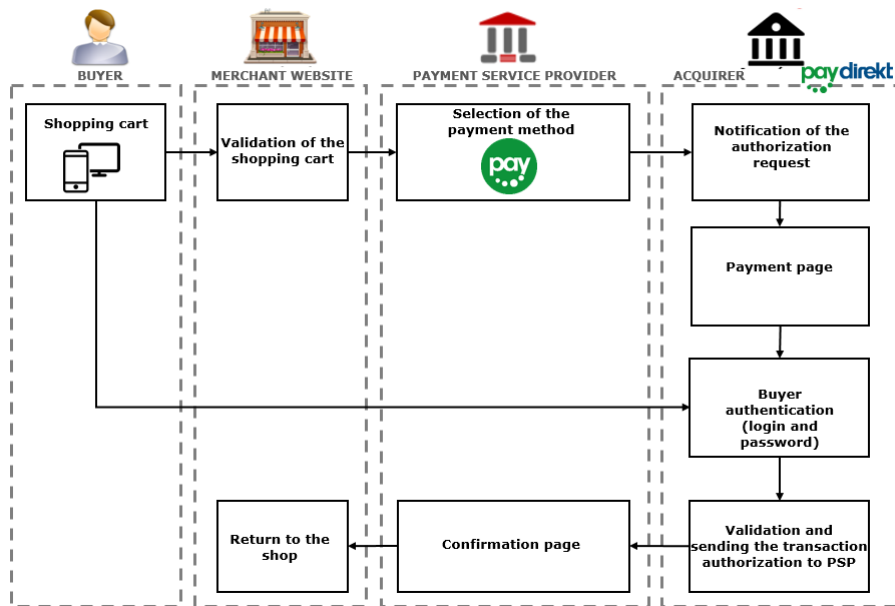 BUYER
MERCHANT WEBSITE
PAYMENT SERVICE PROVIDER
ACQUIRER
paydirekt
Shopping cart
Validation of the
shopping cart
Selection of the
payment method
pay
Notification of the
authorization
request
Payment page
Buyer
authentication
(login and
password)
Return to the
shop
Confirmation page
Validation and
sending the transaction
authorization to PSP